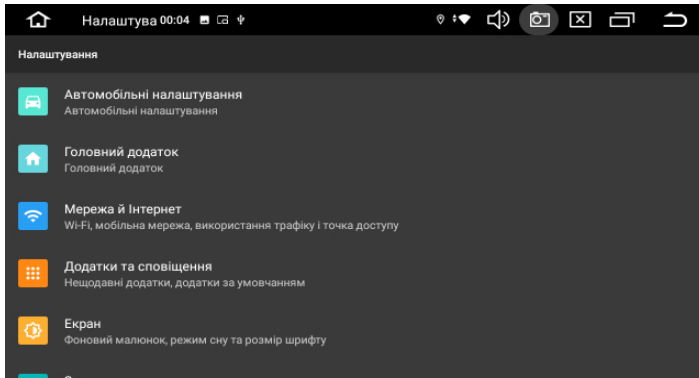 Налаштува 00:04
Налаштування
Автомобільні налаштування
Автомобільні налаштування
Головний додаток
Головний додаток
Мережа й Інтернет
Wi-Fi, мобільна мережа, використання трафіку і точка доступу
Додатки та сповіщення
Нещодавні додатки, додатки за умовчанням
Екран
Фоновий малюнок, режим сну та розмір шрифту